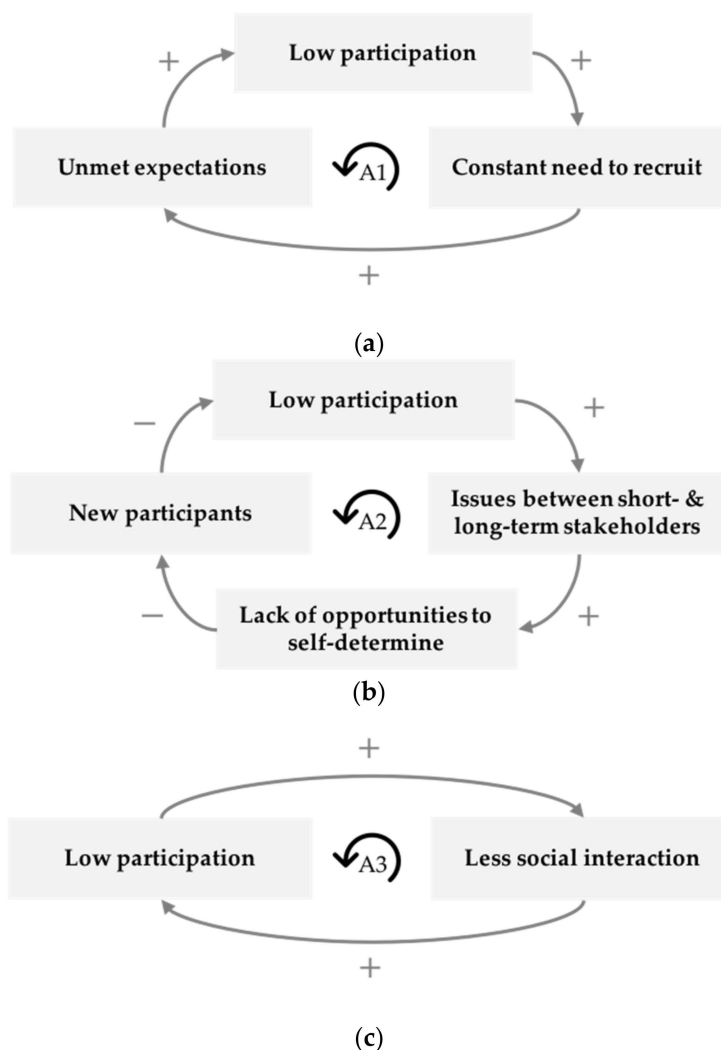 Low participation
+
+
Unmet expectations
A1
Constant need to recruit
+
(a)
Low participation
−
+
New participants
A2
Issues between short- &
long-term stakeholders
−
Lack of opportunities to
self-determine
+
(b)
+
Low participation
A3
Less social interaction
+
(c)